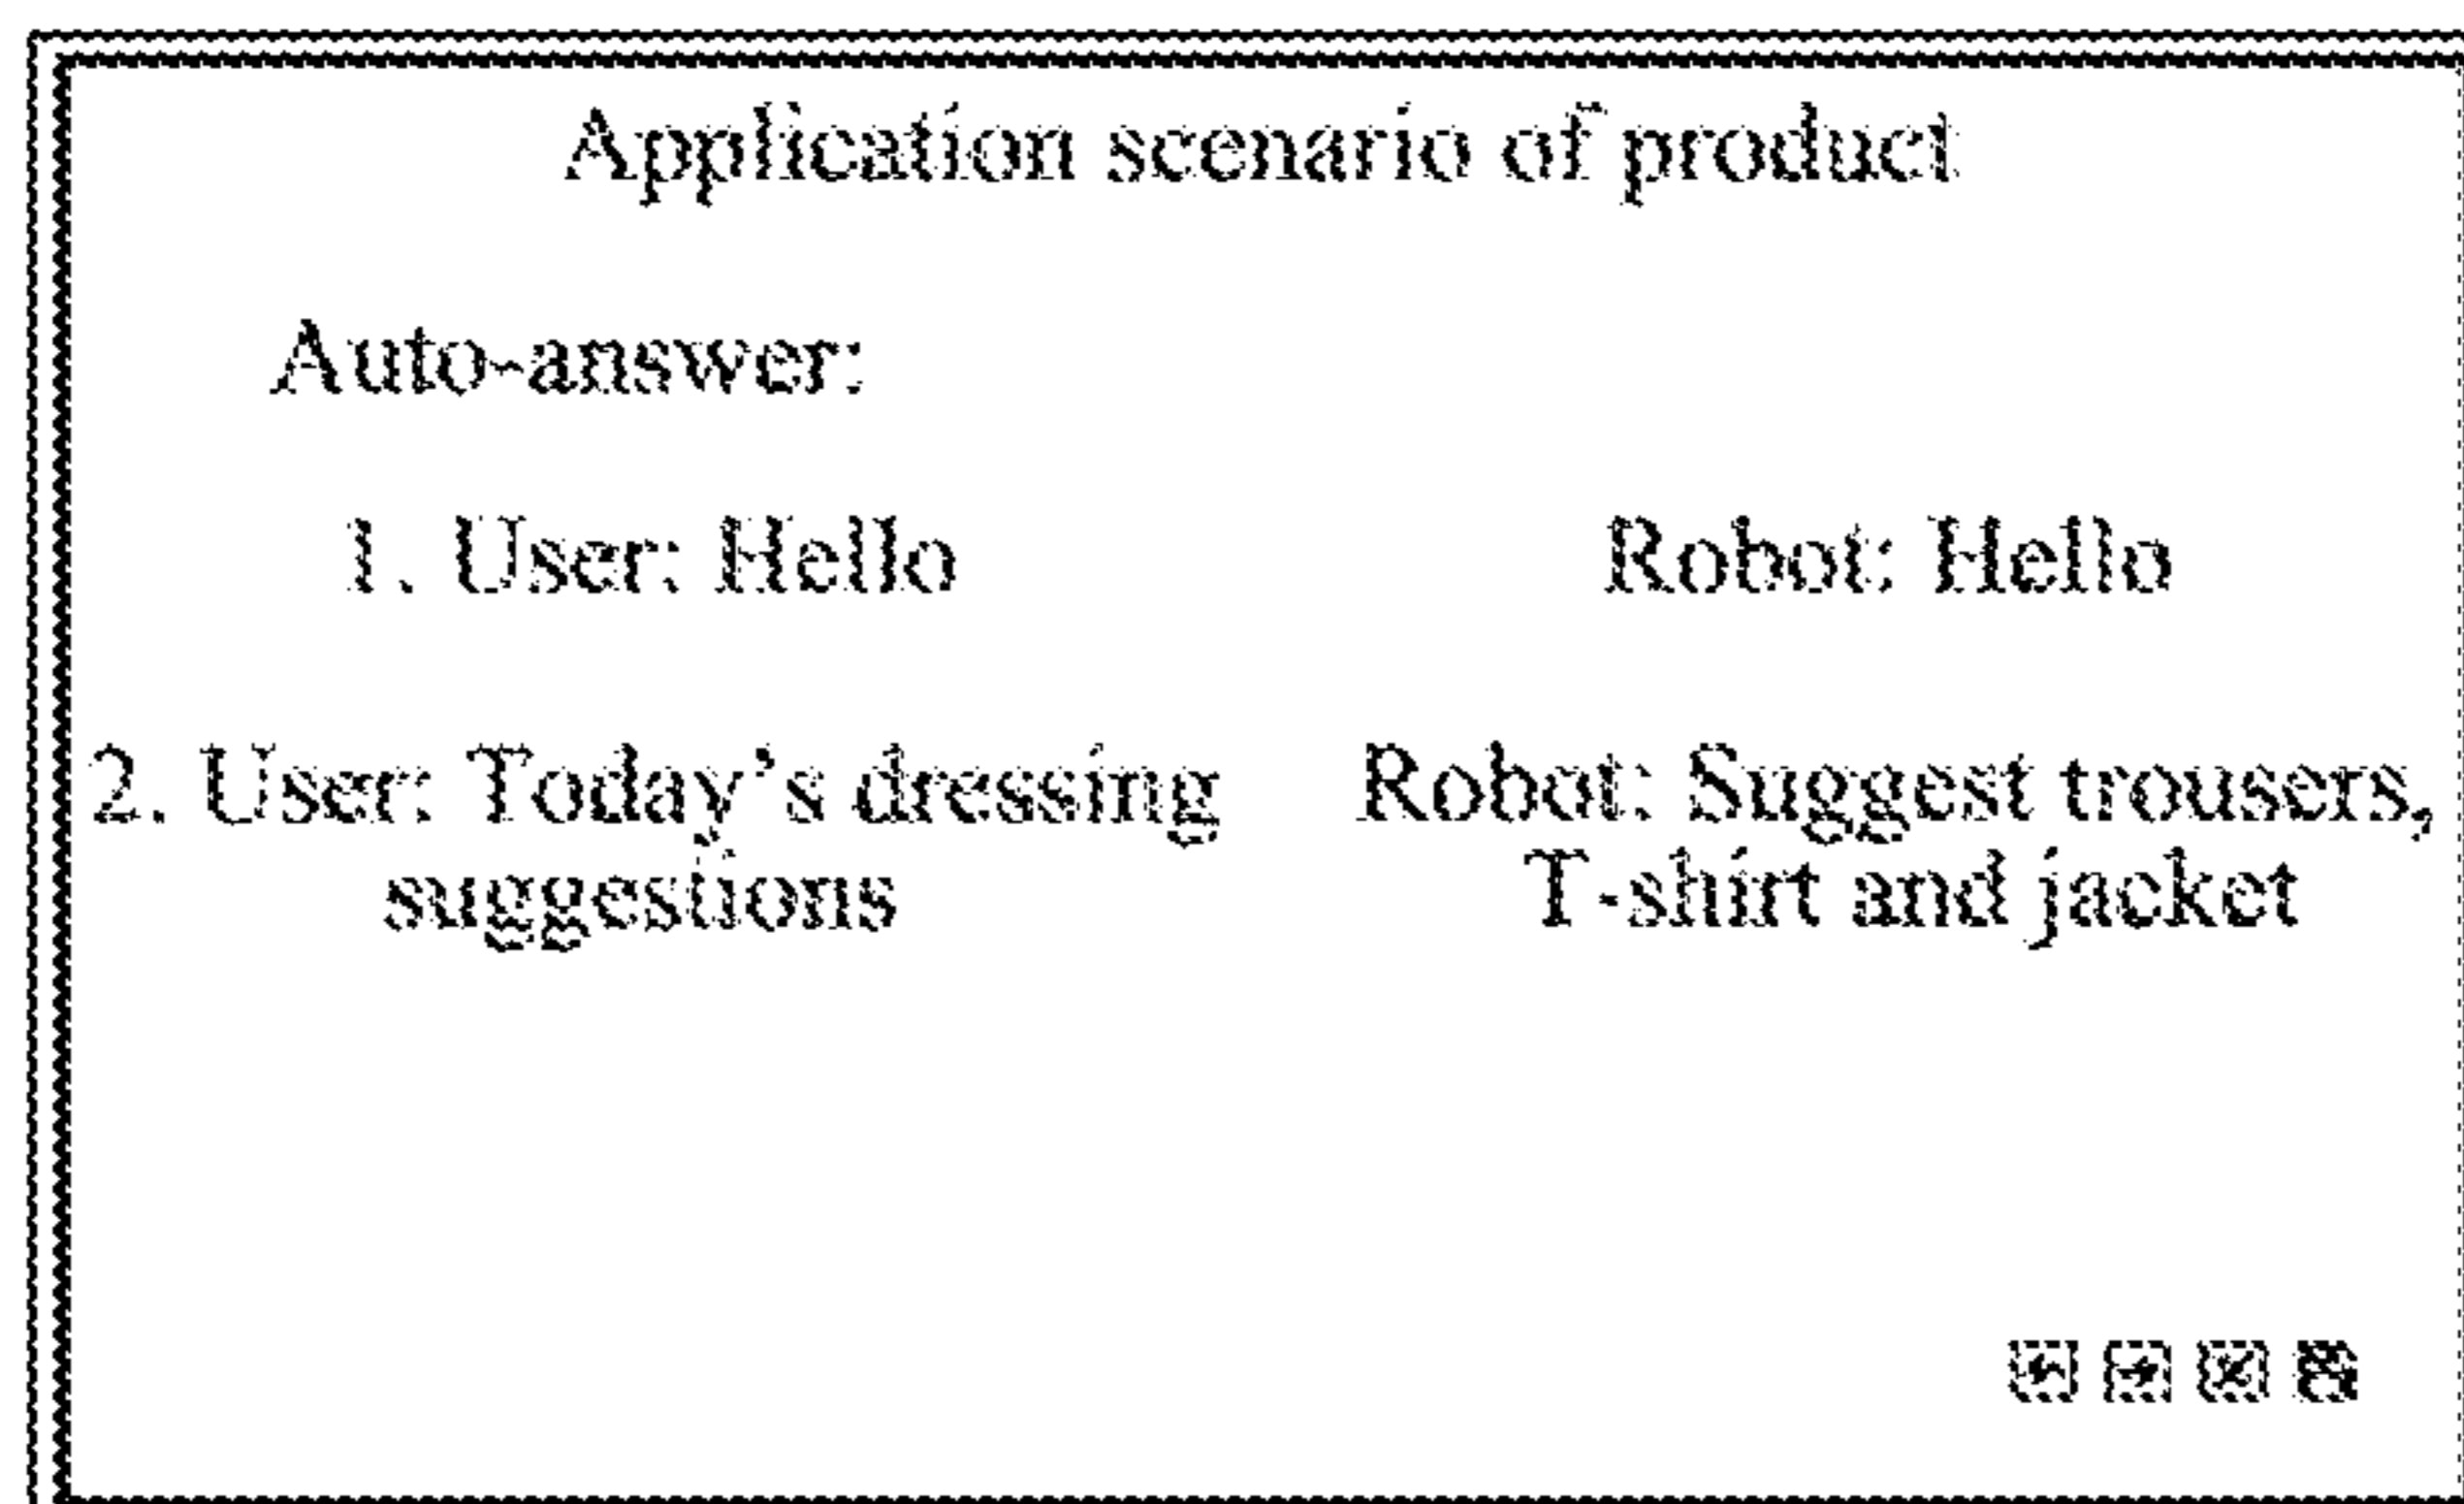 Application scenario of product
Auto-answer:
1. User: Hello
Robot: Hello
2. User: Today's dressing
suggestions
Robot: Suggest trousers,
T-shirt and jacket